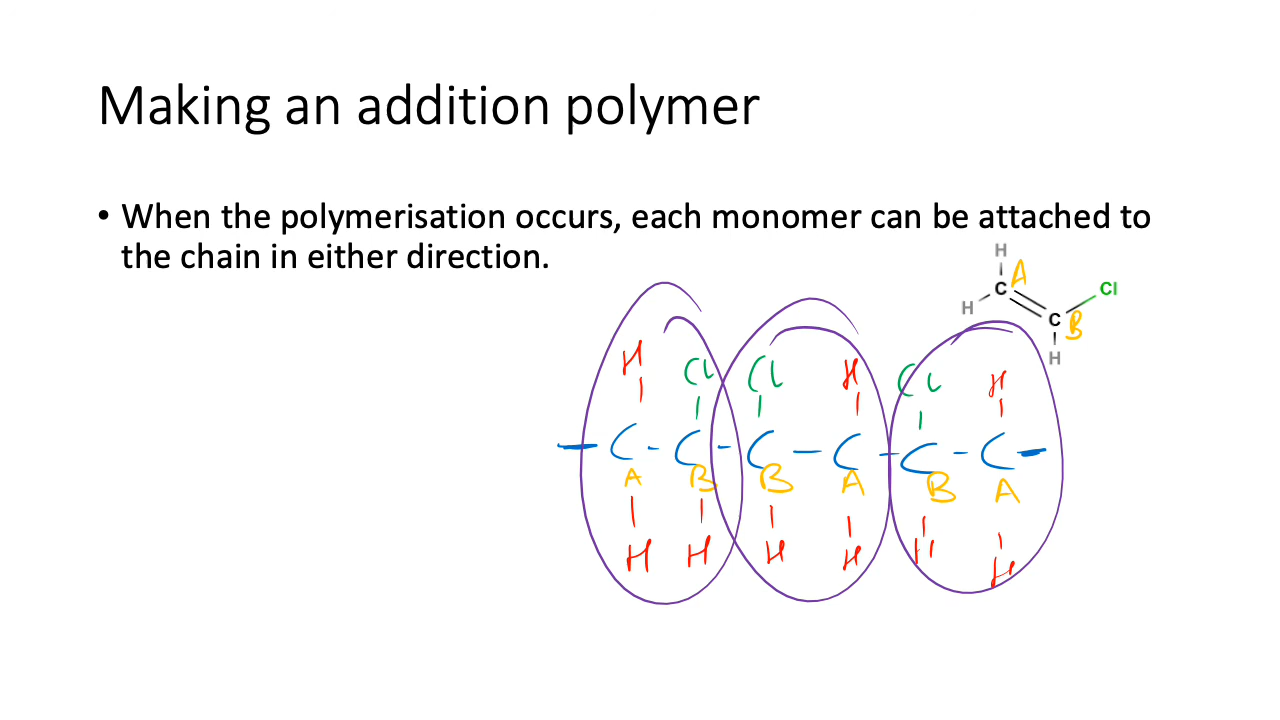 Making an addition polymer
• When the polymerisation occurs, each monomer can be attached to
the chain in either direction.
H
C A Cl
H C B
H
H Cl Cl H Cl H
C C C C C C
A B B A B A
H H H H H H